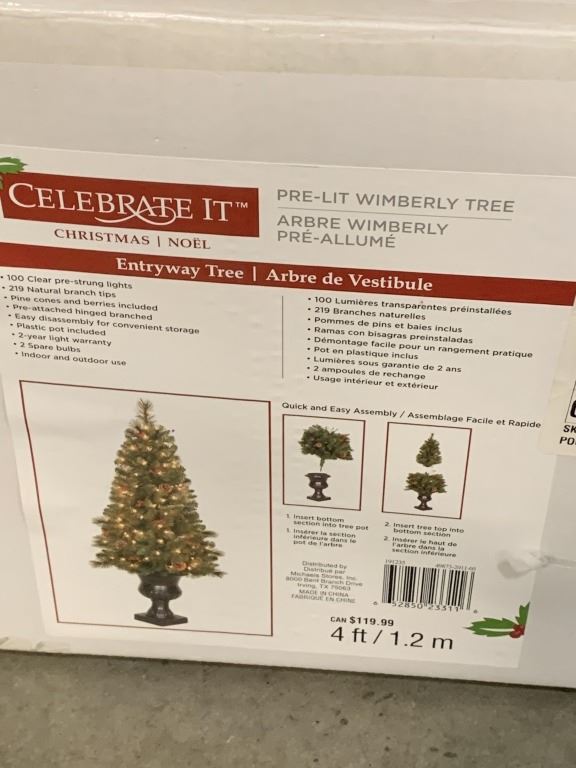 CELEBRATE IT™
CHRISTMAS | NOËL
PRE-LIT WIMBERLY TREE
ARBRE WIMBERLY
PRÉ-ALLUMÉ
Entryway Tree | Arbre de Vestibule
• 100 Clear pre-strung lights
• 219 Natural branch tips
• Pine cones and berries included
• Pre-attached hinged branched
• Easy disassembly for convenient storage
• Plastic pot included
• 2-year light warranty
• 2 Spare bulbs
• Indoor and outdoor use
• 100 Lumières transparentes préinstallées
• 219 Branches naturelles
• Pommes de pins et baies inclus
• Ramas con bisagras preinstaladas
• Démontage facile pour un rangement pratique
• Pot en plastique inclus
• Lumières sous garantie de 2 ans
• 2 ampoules de rechange
• Usage intérieur et extérieur
Quick and Easy Assembly / Assemblage Facile et Rapide
1. Insert bottom
section into tree pot
1. Insérer la section
inférieure dans le
pot de l'arbre
2. Insert tree top into
bottom section
2. Insérer le haut de
l'arbre dans la
section inférieure
Distributed by
Distribué par
Michaels Stores, Inc.
8000 Bent Branch Drive
Irving, TX 75063
MADE IN CHINA
FABRIQUÉ EN CHINE
191235
6 52850 23311 6
CAN $119.99
4 ft / 1.2 m
SK
PO